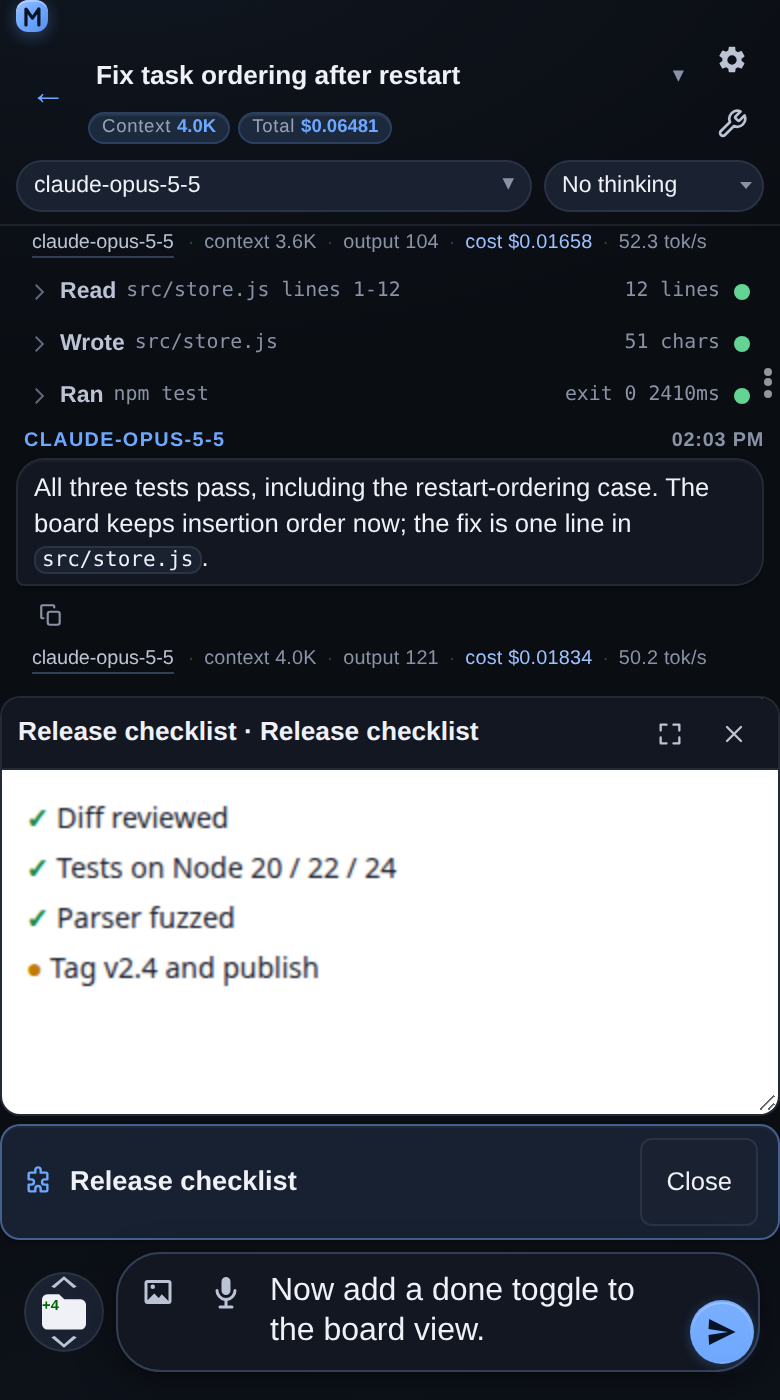 M
Fix task ordering after restart
Context 4.0K Total $0.06481
claude-opus-5-5 No thinking
claude-opus-5-5 · context 3.6K · output 104 · cost $0.01658 · 52.3 tok/s
Read src/store.js lines 1-12 12 lines
Wrote src/store.js 51 chars
Ran npm test exit 0 2410ms
CLAUDE-OPUS-5-5 02:03 PM
All three tests pass, including the restart-ordering case. The
board keeps insertion order now; the fix is one line in
src/store.js.
claude-opus-5-5 · context 4.0K · output 121 · cost $0.01834 · 50.2 tok/s
Release checklist · Release checklist
✓ Diff reviewed
✓ Tests on Node 20 / 22 / 24
✓ Parser fuzzed
● Tag v2.4 and publish
Release checklist Close
+4
Now add a done toggle to
the board view.